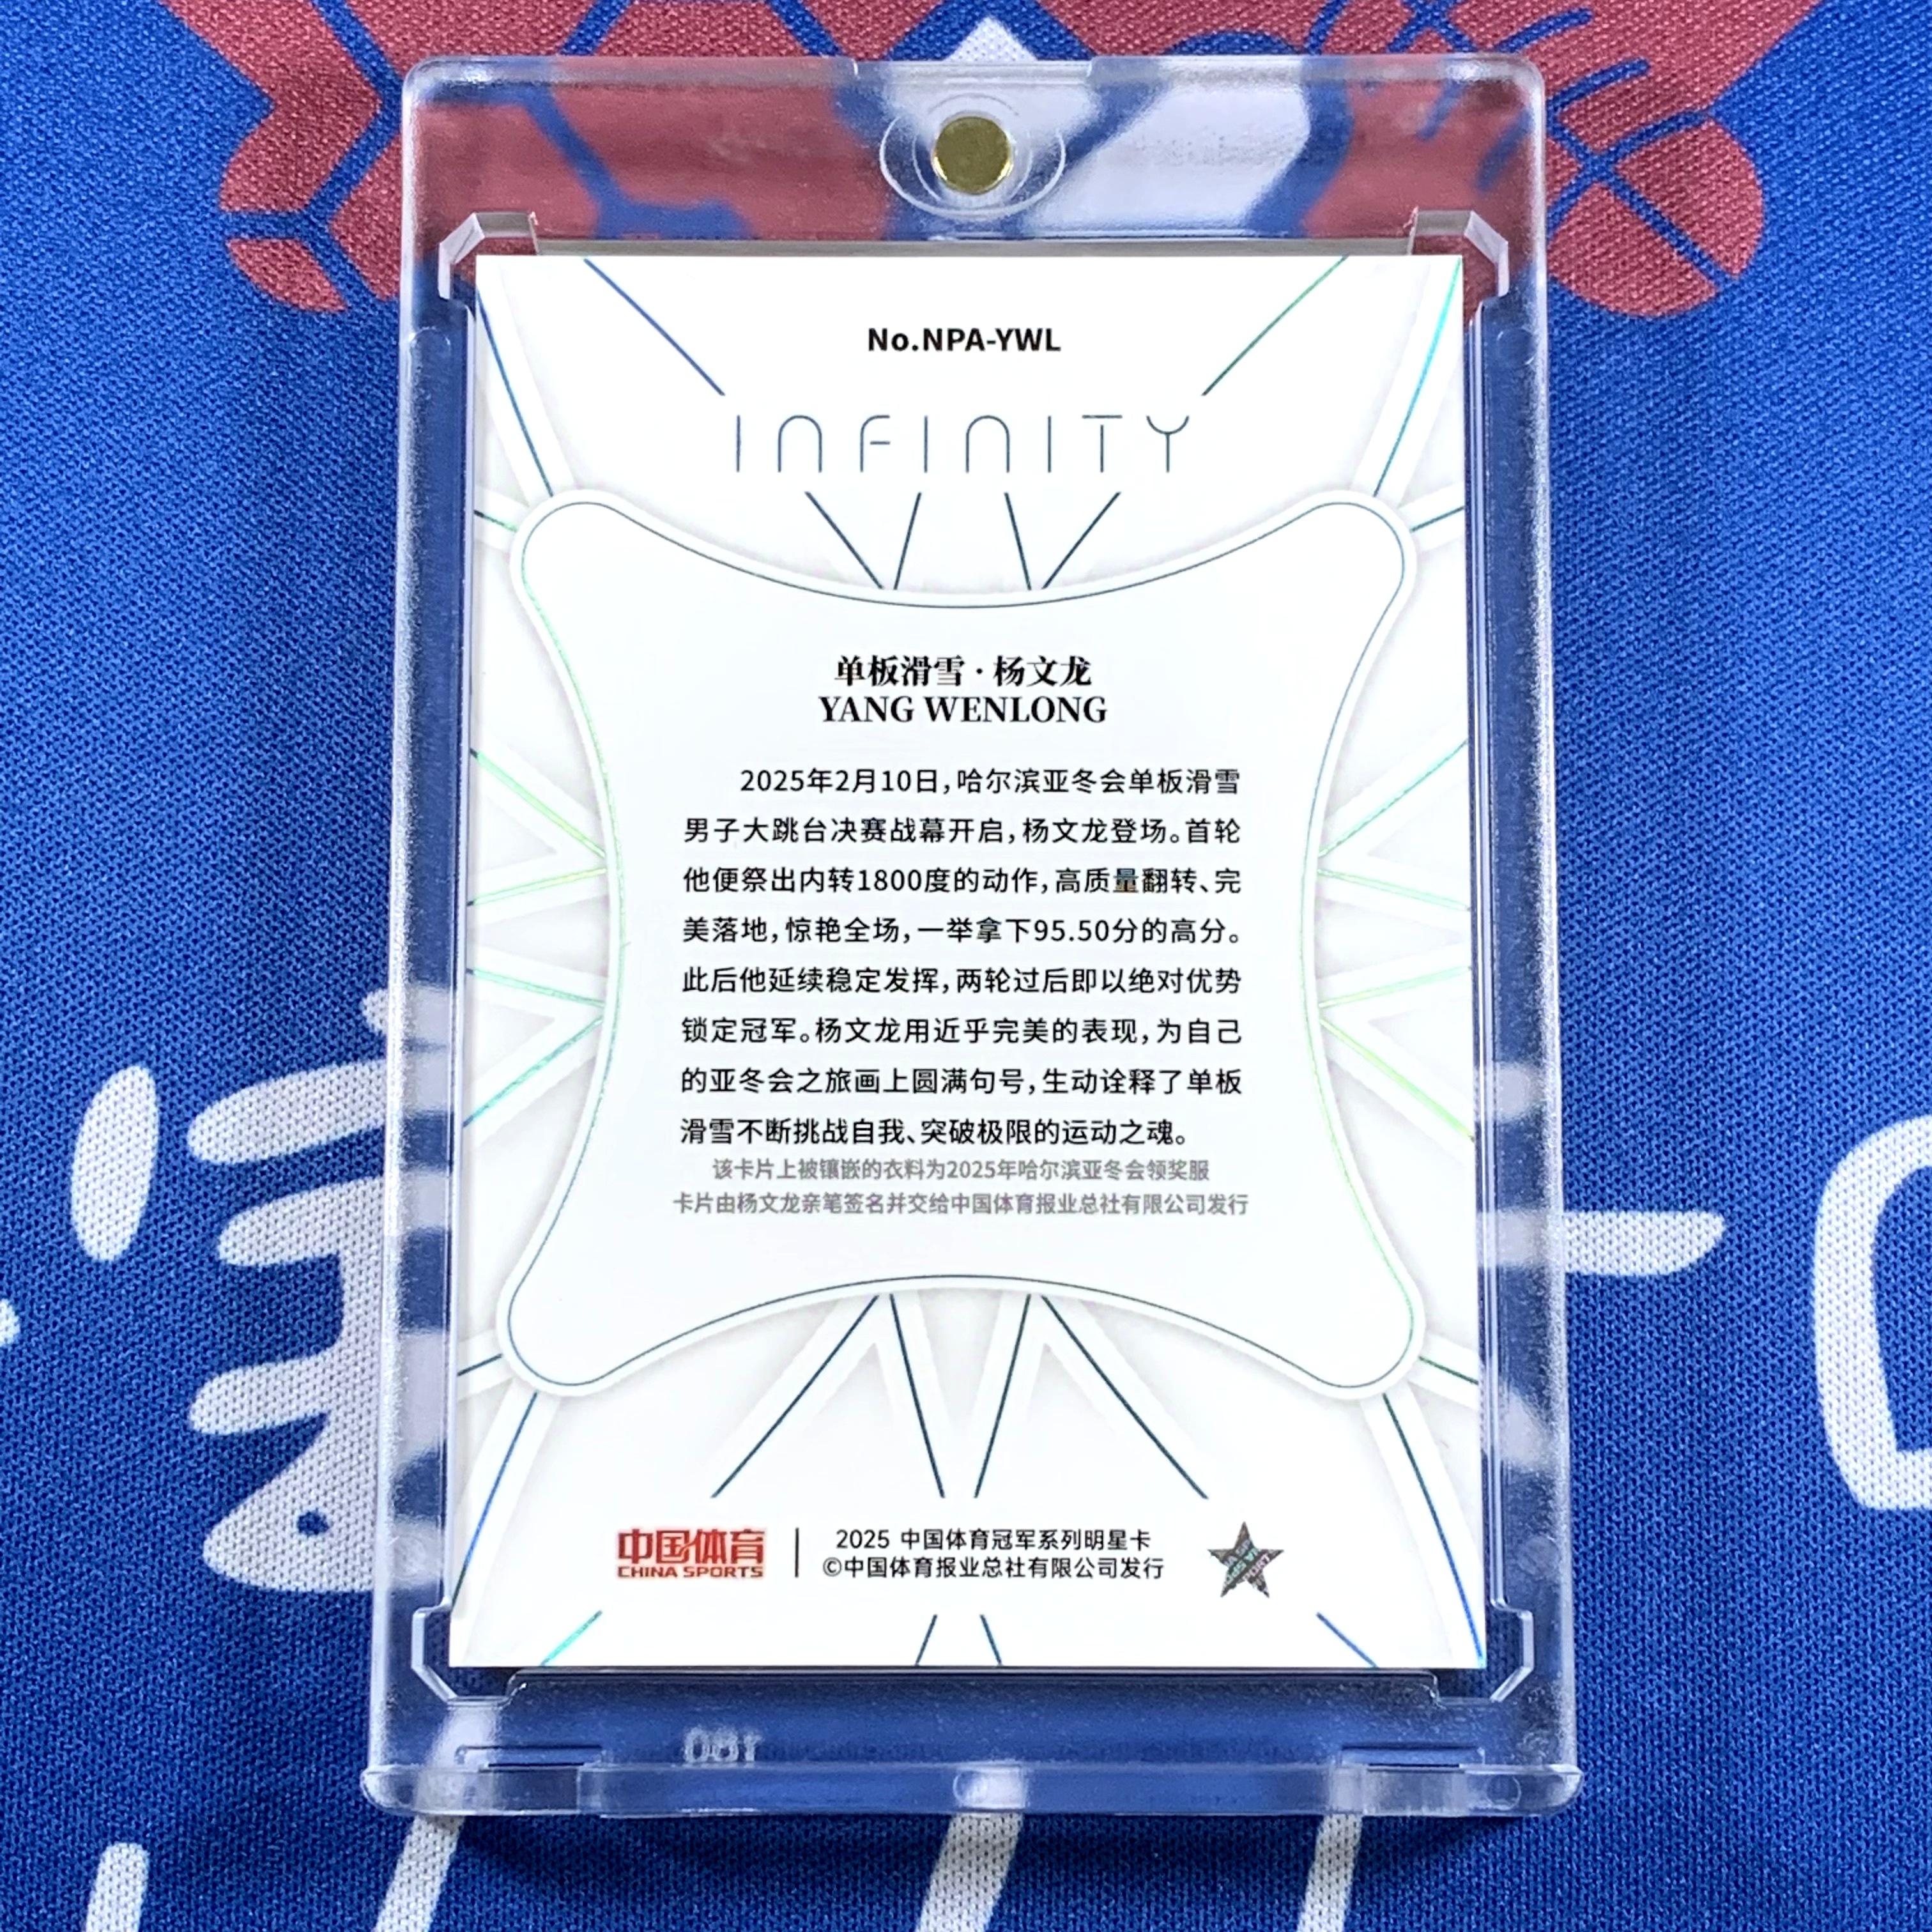 No.NPA-YWL
INFINITY
单板滑雪·杨文龙
YANG WENLONG
2025年2月10日,哈尔滨亚冬会单板滑雪
男子大跳台决赛战幕开启,杨文龙登场。首轮
他便祭出内转1800度的动作,高质量翻转、完
美落地,惊艳全场,一举拿下95.50分的高分。
此后他延续稳定发挥,两轮过后即以绝对优势
锁定冠军。杨文龙用近乎完美的表现,为自己
的亚冬会之旅画上圆满句号,生动诠释了单板
滑雪不断挑战自我、突破极限的运动之魂。
该卡片上被镶嵌的衣料为2025年哈尔滨亚冬会领奖服
卡片由杨文龙亲笔签名并交给中国体育报业总社有限公司发行
中国体育
CHINA SPORTS
2025 中国体育冠军系列明星卡
©中国体育报业总社有限公司发行